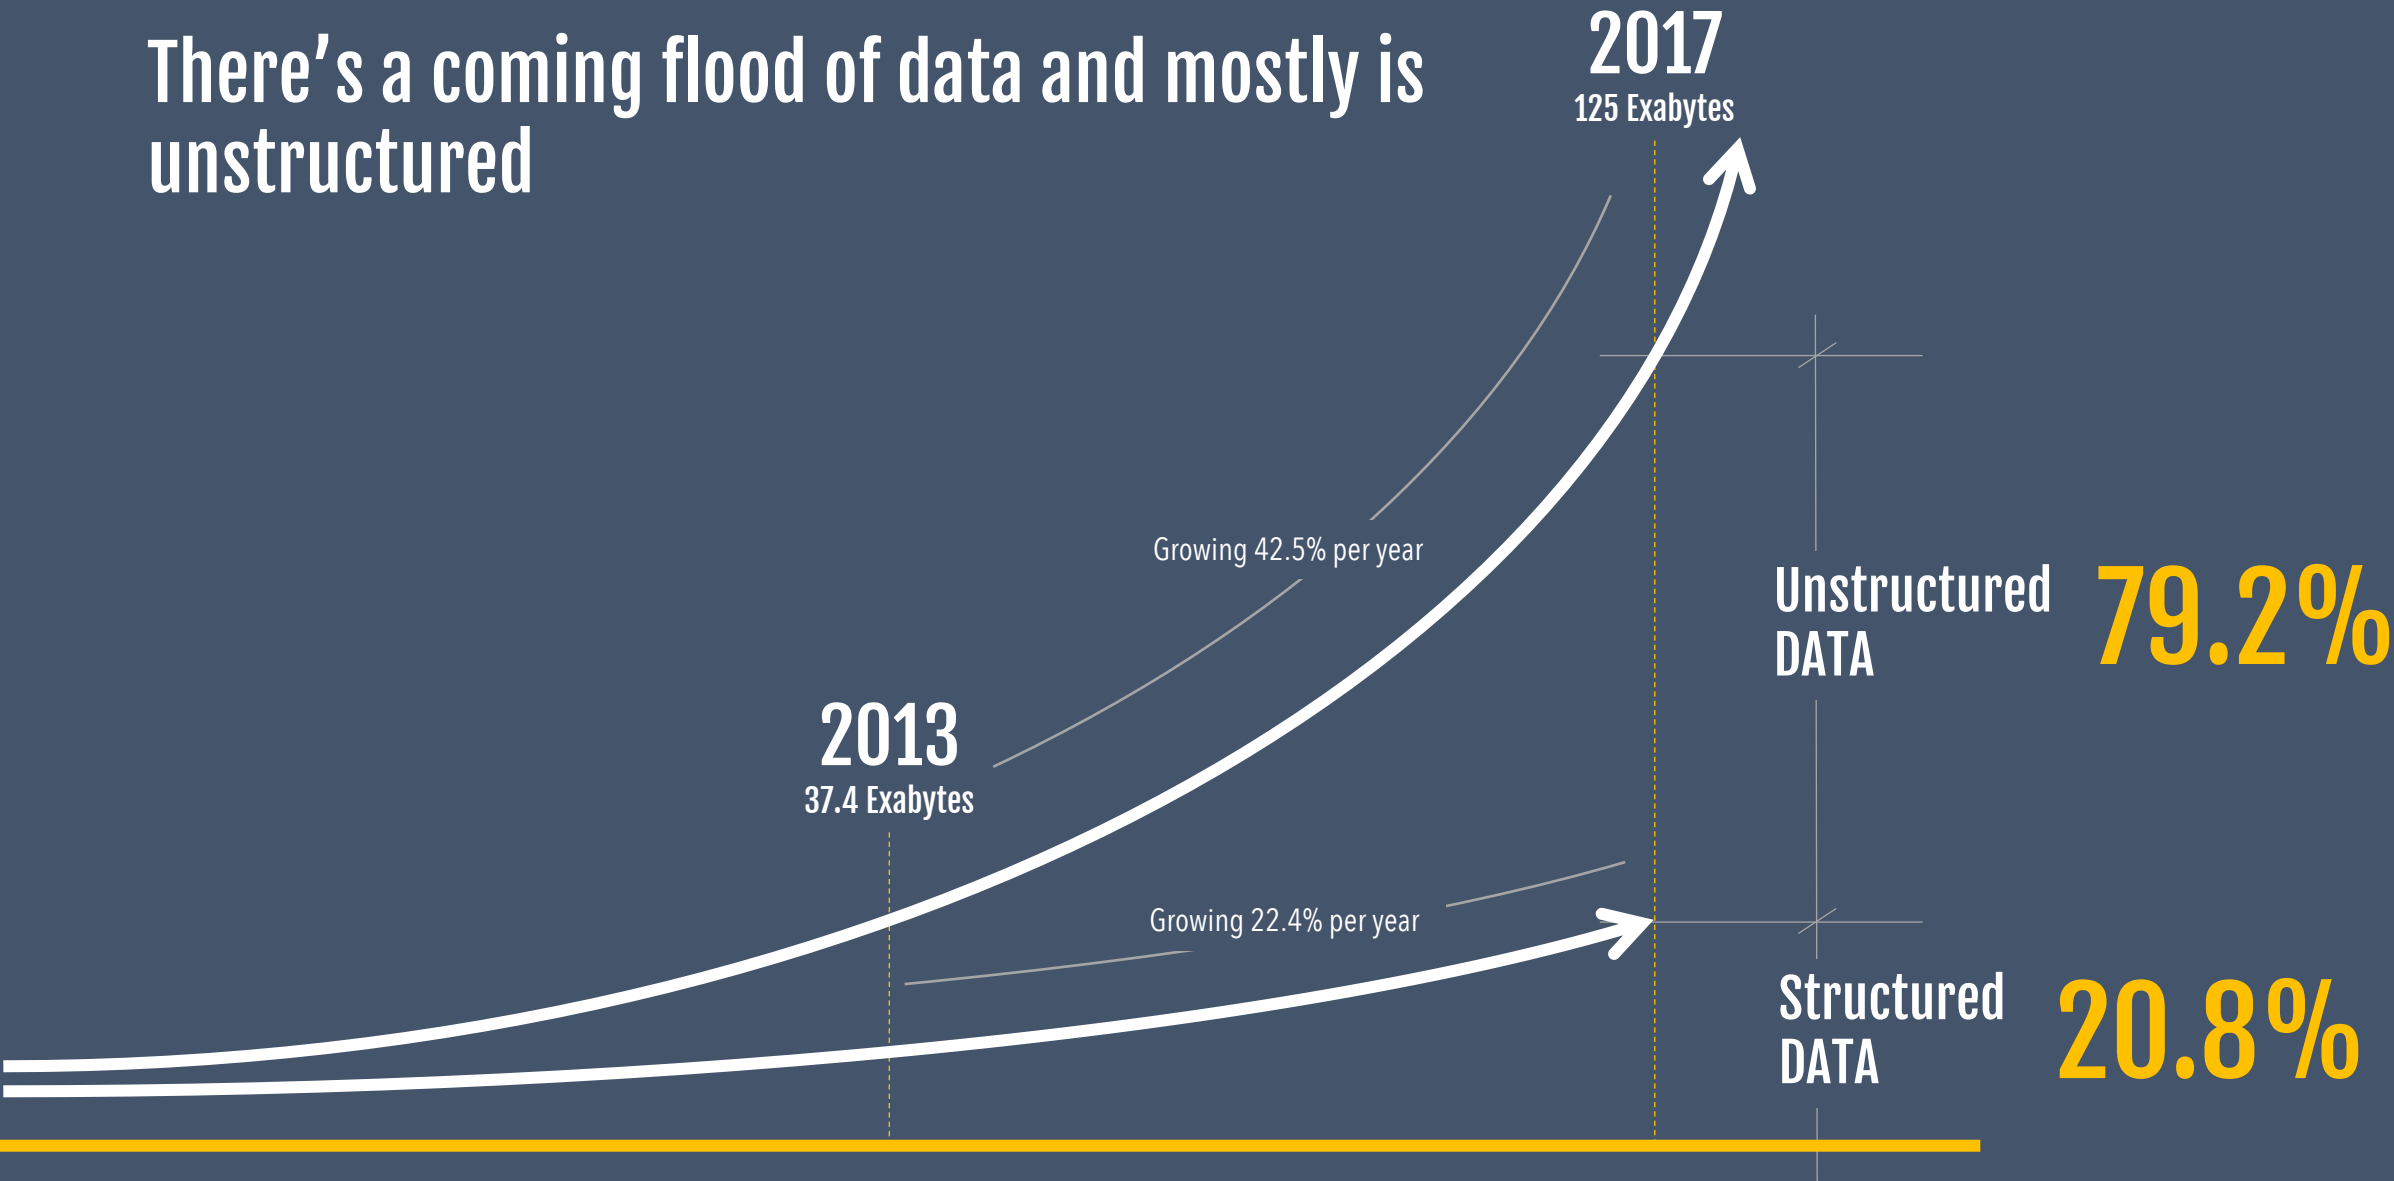 There’s a coming flood of data and mostly is
unstructured
2017
125 Exabytes
Growing 42.5% per year
Unstructured
DATA
79.2%
2013
37.4 Exabytes
Growing 22.4% per year
Structured
DATA
20.8%